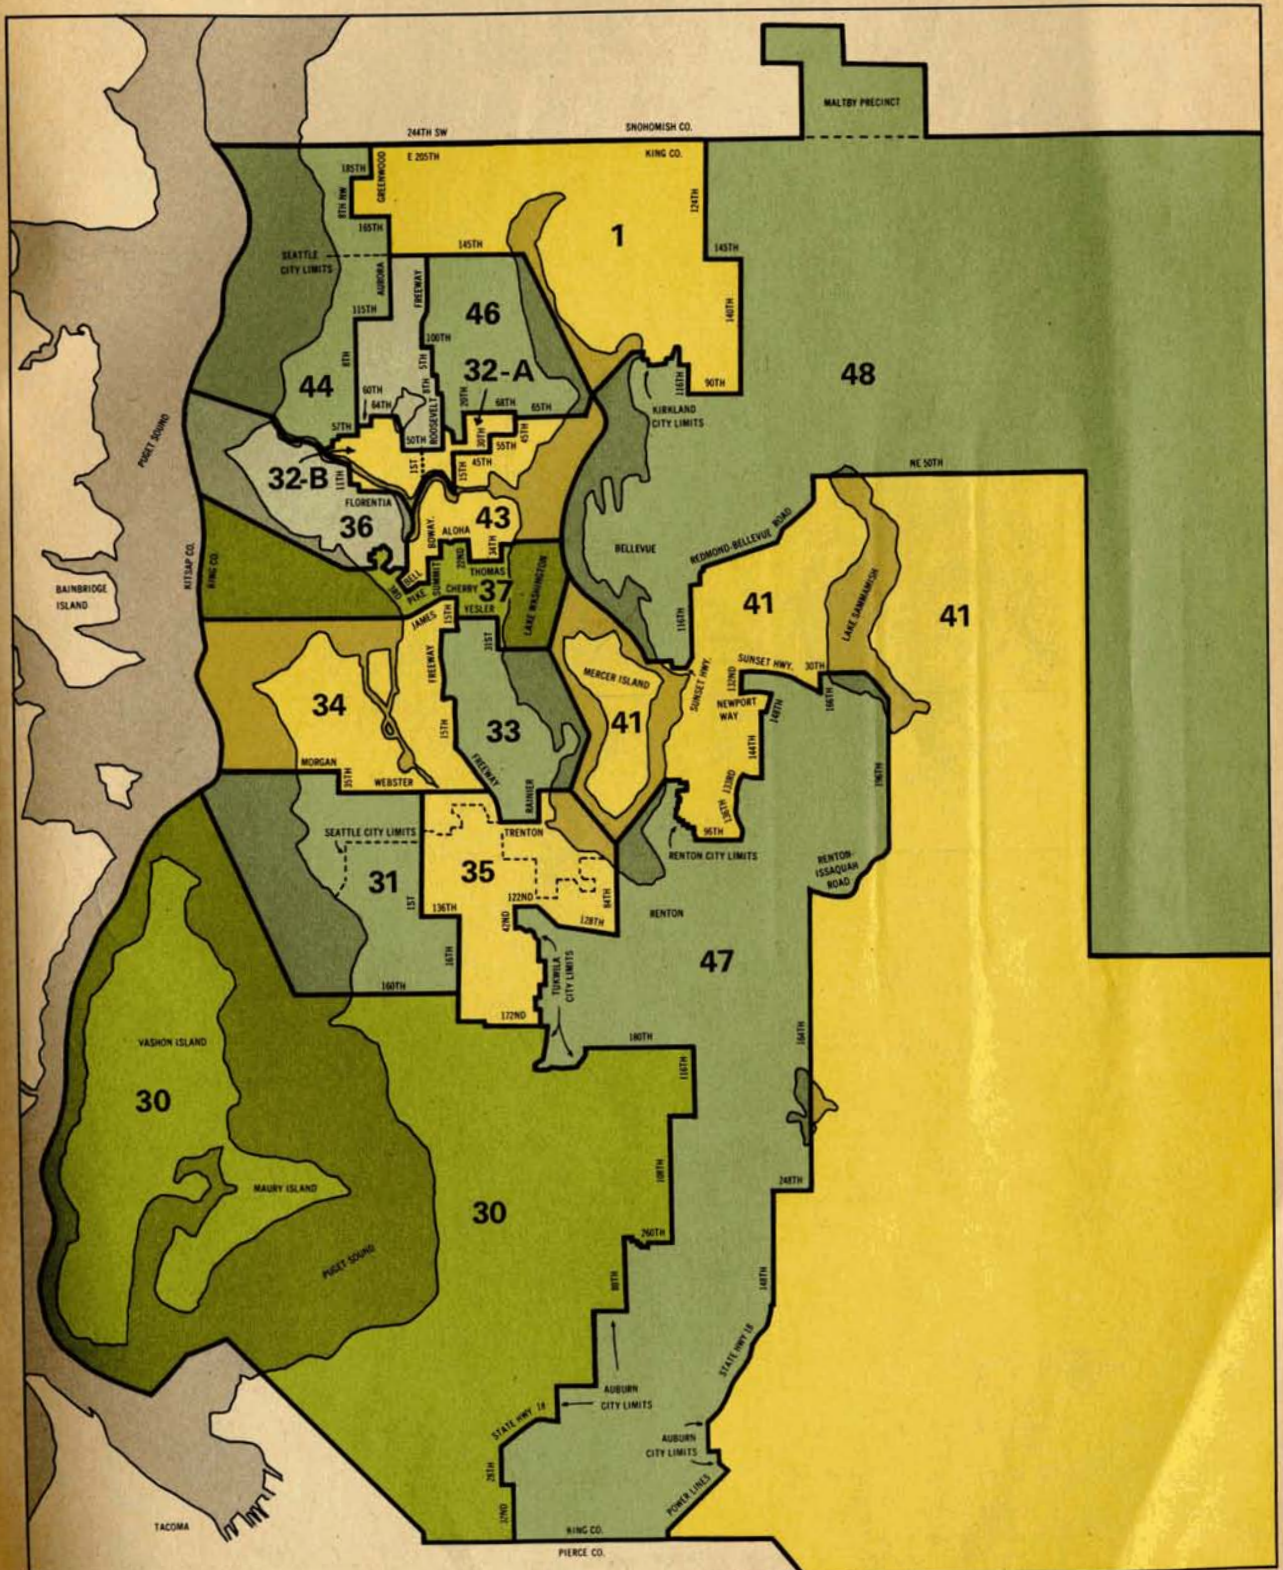 MALTBY PRECINCT
244TH SW
SNOHOMISH CO.
E 205TH
KING CO.
185TH
GREENWOOD
8TH NW
165TH
124TH
1
145TH
145TH
SEATTLE
CITY LIMITS
AURORA
FREEWAY
115TH
46
140TH
100TH
8TH
5TH
32-A
48
44
60TH
8TH
116TH
90TH
64TH
20TH
68TH
65TH
KIRKLAND
CITY LIMITS
57TH
ROOSEVELT
50TH
30TH
45TH
55TH
PUGET SOUND
1ST
15TH
45TH
NE 50TH
32-B
11TH
FLORENTIA
36
43
BDWAY.
ALOHA
34TH
REDMOND-BELLEVUE ROAD
BELLEVUE
KITSAP CO.
KING CO.
BELL
SUMMIT
22ND
THOMAS
3RD
PIKE
CHERRY
37
LAKE WASHINGTON
BAINBRIDGE
ISLAND
YESLER
JAMES
15TH
31ST
116TH
41
LAKE SAMMAMISH
41
FREEWAY
SUNSET HWY.
30TH
MERCER ISLAND
SUNSET HWY.
132ND
NEWPORT
WAY
148TH
166TH
34
41
15TH
33
144TH
MORGAN
35TH
WEBSTER
FREEWAY
RAINIER
133RD
136TH
196TH
SEATTLE CITY LIMITS
TRENTON
96TH
RENTON CITY LIMITS
RENTON-
ISSAQUAH
ROAD
31
35
1ST
136TH
122ND
84TH
42ND
128TH
RENTON
16TH
TUKWILA
CITY LIMITS
47
160TH
172ND
180TH
164TH
VASHON ISLAND
116TH
30
108TH
MAURY ISLAND
248TH
30
260TH
PUGET SOUND
148TH
STATE HWY 18
AUBURN
CITY LIMITS
STATE HWY 18
AUBURN
CITY LIMITS
28TH
POWER LINES
32ND
TACOMA
KING CO.
PIERCE CO.